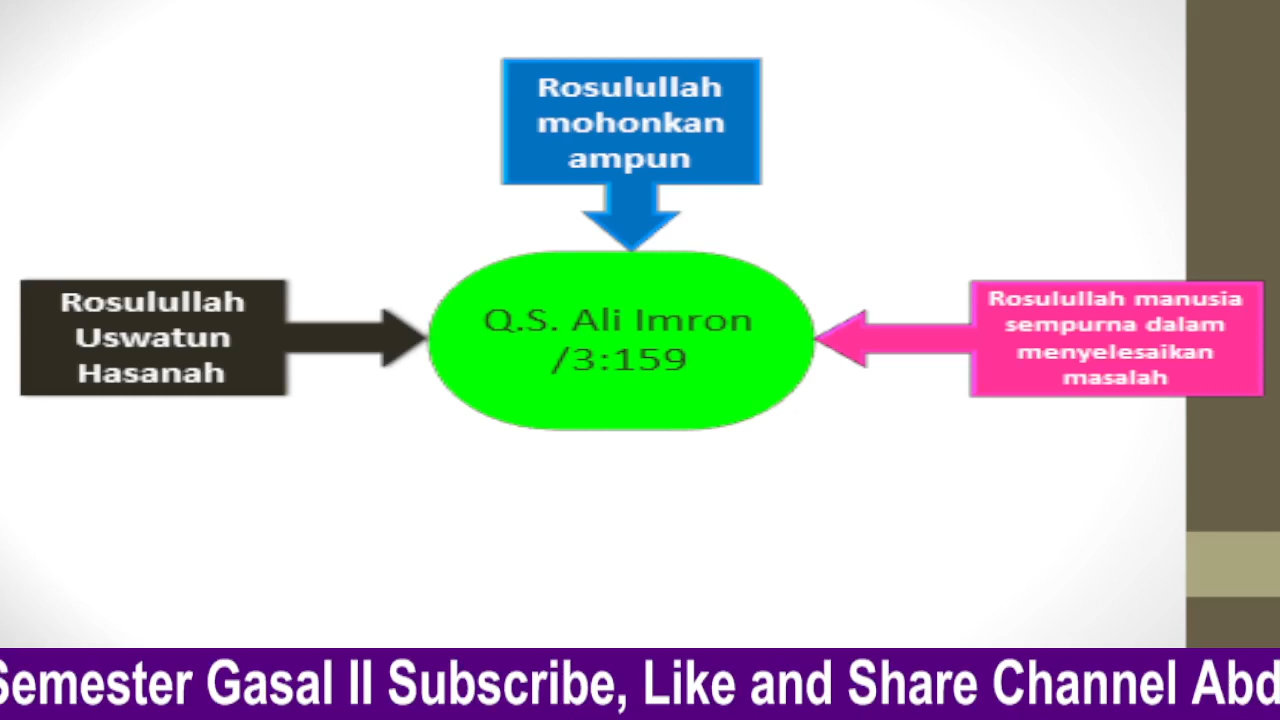 Rosulullah
mohonkan
ampun
Rosulullah
Uswatun
Hasanah
Q.S. Ali Imron
/3:159
Rosulullah manusia
sempurna dalam
menyelesaikan
masalah
Semester Gasal II Subscribe, Like and Share Channel Abd